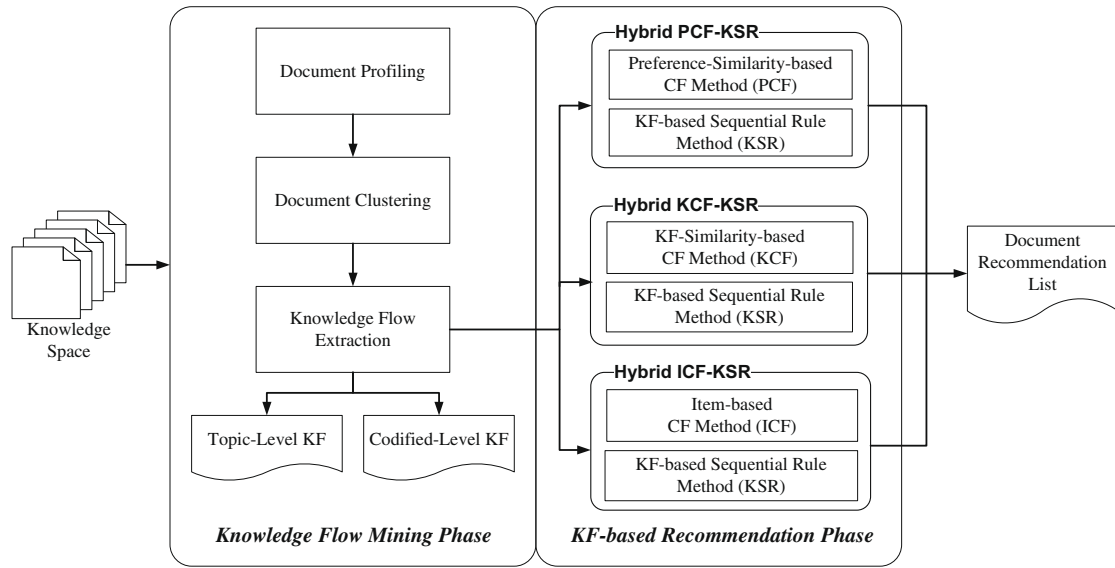 Knowledge
Space
Document Profiling
Document Clustering
Knowledge Flow
Extraction
Topic-Level KF
Codified-Level KF
Knowledge Flow Mining Phase
Hybrid PCF-KSR
Preference-Similarity-based
CF Method (PCF)
KF-based Sequential Rule
Method (KSR)
Hybrid KCF-KSR
KF-Similarity-based
CF Method (KCF)
KF-based Sequential Rule
Method (KSR)
Hybrid ICF-KSR
Item-based
CF Method (ICF)
KF-based Sequential Rule
Method (KSR)
KF-based Recommendation Phase
Document
Recommendation
List